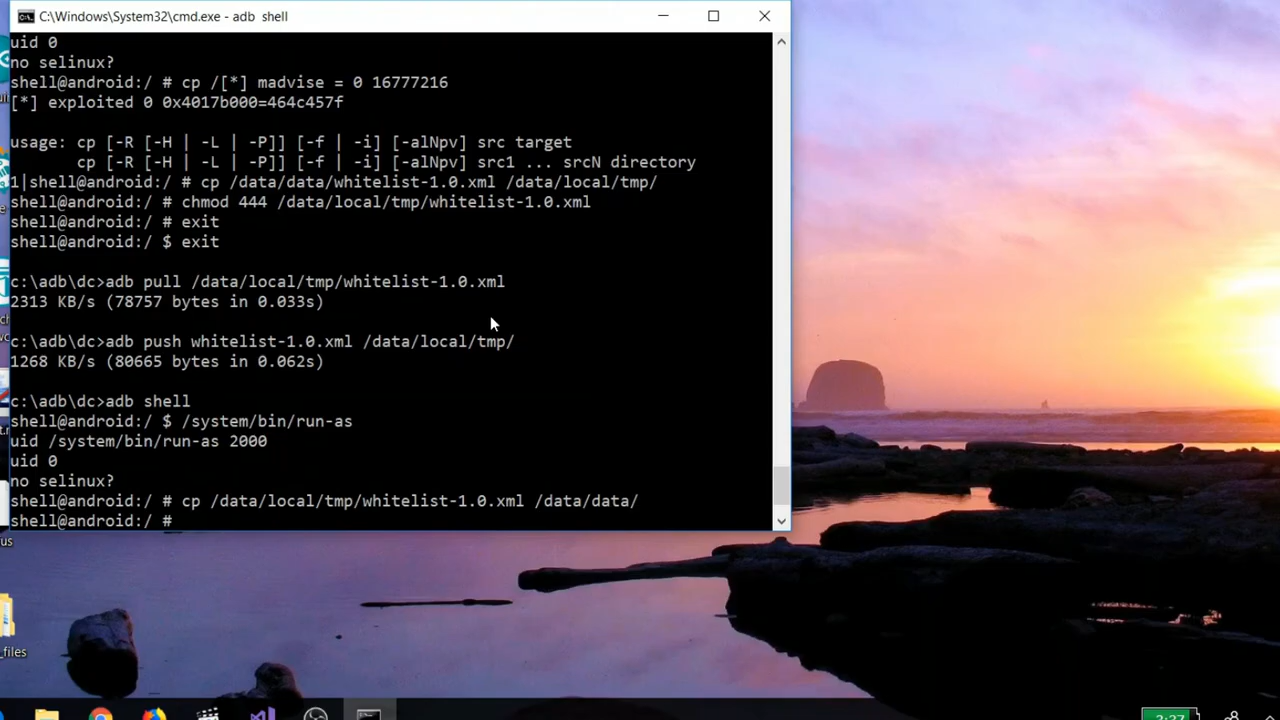 C:\Windows\System32\cmd.exe - adb shell
uid 0
no selinux?
shell@android:/ # cp /[*] madvise = 0 16777216
[*] exploited 0 0x4017b000=464c457f
usage: cp [-R [-H | -L | -P]] [-f | -i] [-alNpv] src target
cp [-R [-H | -L | -P]] [-f | -i] [-alNpv] src1 ... srcN directory
1|shell@android:/ # cp /data/data/whitelist-1.0.xml /data/local/tmp/
shell@android:/ # chmod 444 /data/local/tmp/whitelist-1.0.xml
shell@android:/ # exit
shell@android:/ $ exit
c:\adb\dc>adb pull /data/local/tmp/whitelist-1.0.xml
2313 KB/s (78757 bytes in 0.033s)
c:\adb\dc>adb push whitelist-1.0.xml /data/local/tmp/
1268 KB/s (80665 bytes in 0.062s)
c:\adb\dc>adb shell
shell@android:/ $ /system/bin/run-as
uid /system/bin/run-as 2000
uid 0
no selinux?
shell@android:/ # cp /data/local/tmp/whitelist-1.0.xml /data/data/
shell@android:/ #
us
_files